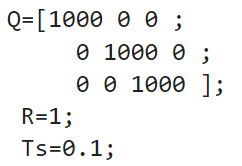 Q=[1000 0 0 ;
0 1000 0 ;
0 0 1000 ];
R=1;
Ts=0.1;